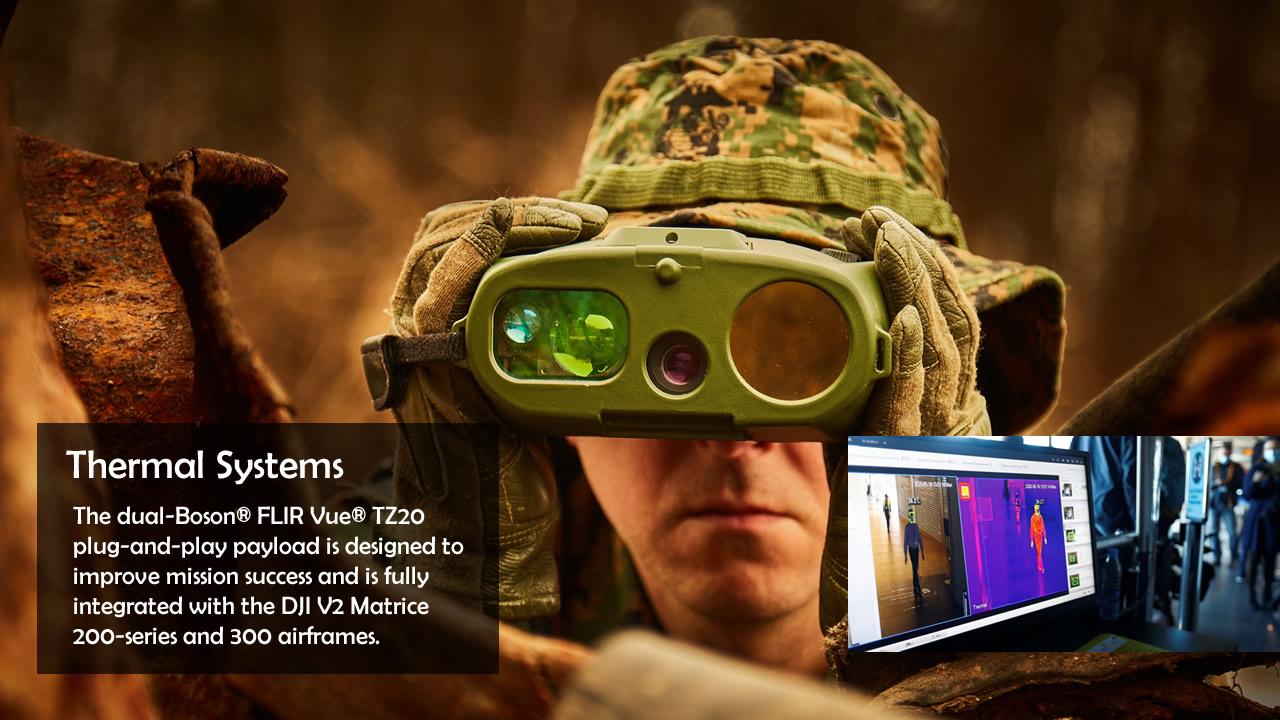 Thermal Systems
The dual-Boson® FLIR Vue® TZ20
plug-and-play payload is designed to
improve mission success and is fully
integrated with the DJI V2 Matrice
200-series and 300 airframes.
Thermal